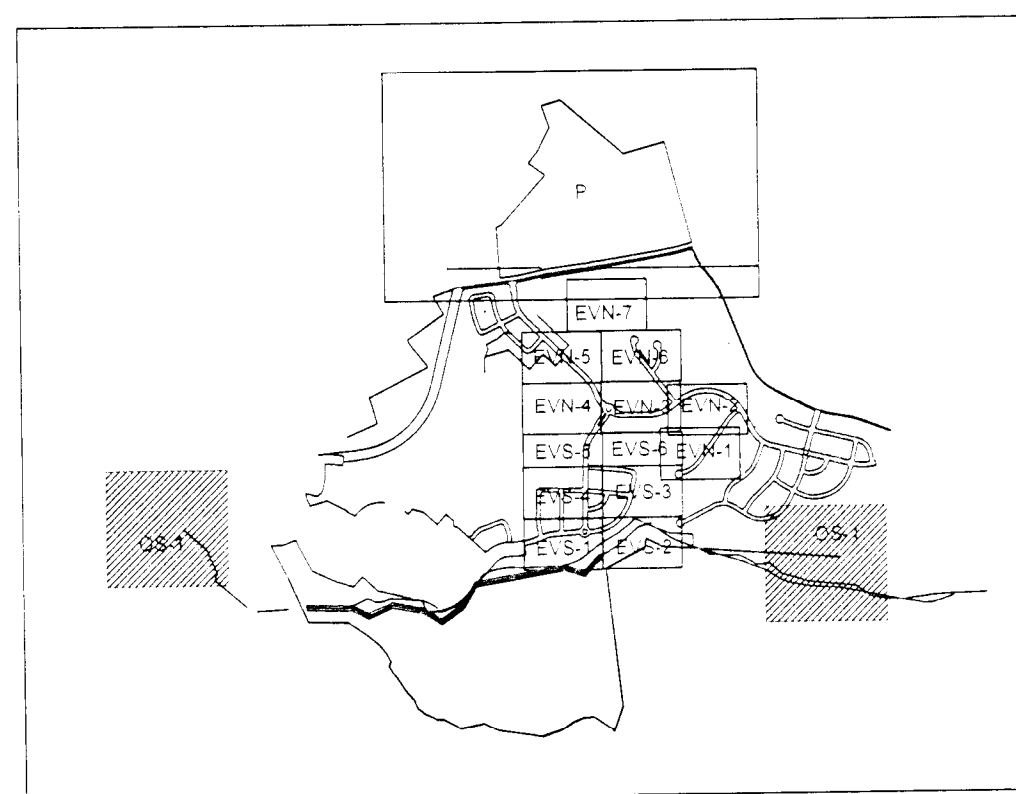 P
EVN-7
EVN-5 EVN-6
EVN-4 EVN-3 EVN-2
EVS-5 EVS-6 EVN-1
EVS-4 EVS-3
OS-1 EVS-1 EVS-2 OS-1